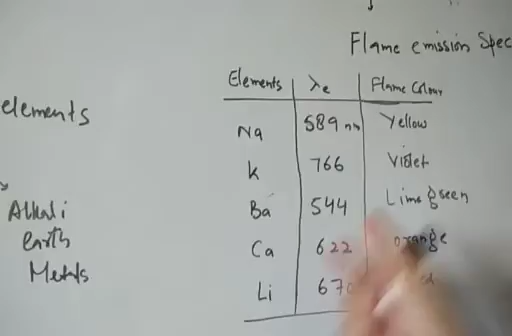 Flame emission Spec
Elements λe Flame Colour
elements
Na 589 nm Yellow
K 766 Violet
Ba 544 Lime green
Ca 622 orange
Li 670
Alkali
earth
Metals